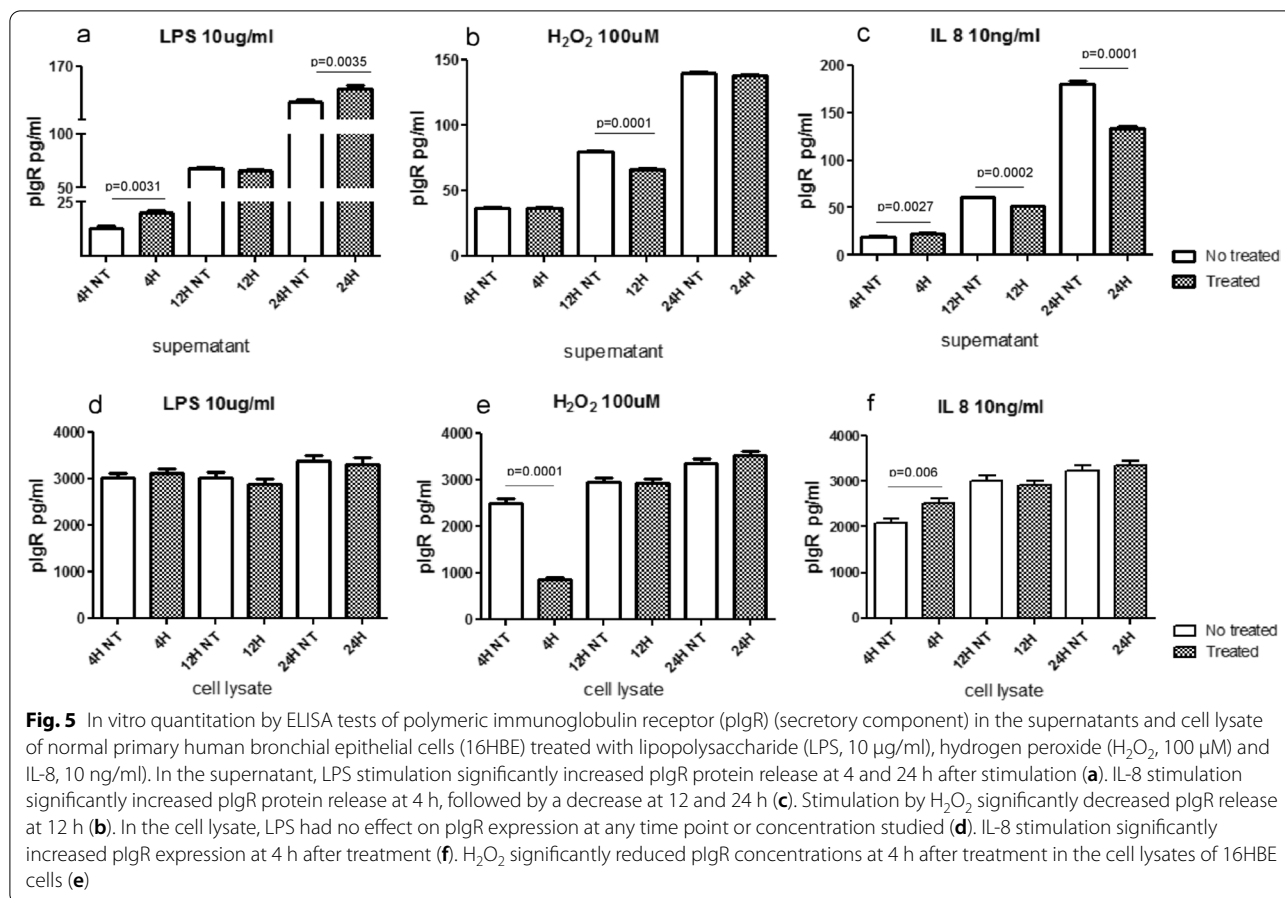 a
LPS 10ug/ml
pIgR pg/ml
170
100
50
25
p=0.0031
p=0.0035
4H NT
4H
12H NT
12H
24H NT
24H
supernatant
b
H2O2 100uM
pIgR pg/ml
150
100
50
0
p=0.0001
4H NT
4H
12H NT
12H
24H NT
24H
supernatant
c
IL 8 10ng/ml
pIgR pg/ml
200
150
100
50
0
p=0.0027
p=0.0002
p=0.0001
4H NT
4H
12H NT
12H
24H NT
24H
supernatant
No treated
Treated
d
LPS 10ug/ml
pIgR pg/ml
4000
3000
2000
1000
0
4H NT
4H
12H NT
12H
24H NT
24H
cell lysate
e
H2O2 100uM
pIgR pg/ml
4000
3000
2000
1000
0
p=0.0001
4H NT
4H
12H NT
12H
24H NT
24H
cell lysate
f
IL 8 10ng/ml
pIgR pg/ml
4000
3000
2000
1000
0
p=0.006
4H NT
4H
12H NT
12H
24H NT
24H
cell lysate
No treated
Treated
Fig. 5 In vitro quantitation by ELISA tests of polymeric immunoglobulin receptor (pIgR) (secretory component) in the supernatants and cell lysate
of normal primary human bronchial epithelial cells (16HBE) treated with lipopolysaccharide (LPS, 10 µg/ml), hydrogen peroxide (H2O2, 100 µM) and
IL-8, 10 ng/ml). In the supernatant, LPS stimulation significantly increased pIgR protein release at 4 and 24 h after stimulation (a). IL-8 stimulation
significantly increased pIgR protein release at 4 h, followed by a decrease at 12 and 24 h (c). Stimulation by H2O2 significantly decreased pIgR release
at 12 h (b). In the cell lysate, LPS had no effect on pIgR expression at any time point or concentration studied (d). IL-8 stimulation significantly
increased pIgR expression at 4 h after treatment (f). H2O2 significantly reduced pIgR concentrations at 4 h after treatment in the cell lysates of 16HBE
cells (e)